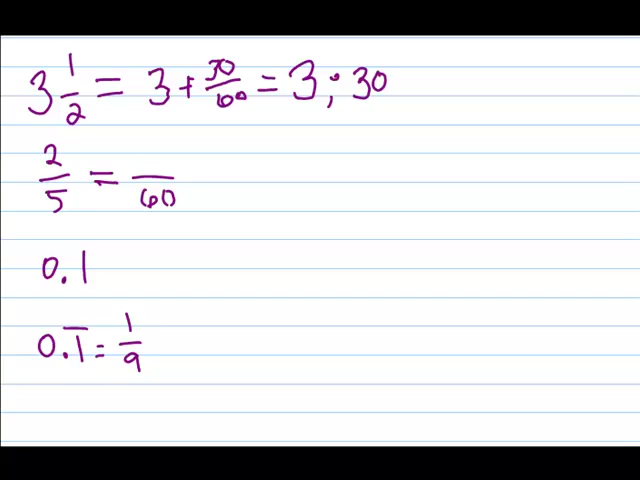 3 1/2 = 3 + 30/60 = 3 ; 30
2/5 = /60
0.1
0.1̅ = 1/9